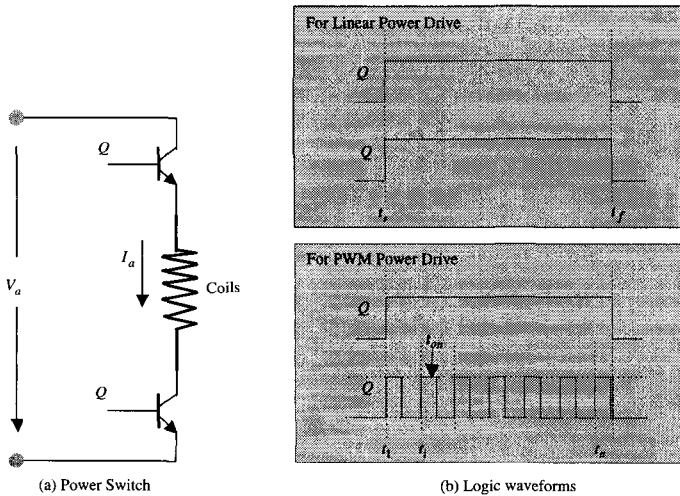 Q
I_a
Coils
V_a
Q
(a) Power Switch
For Linear Power Drive
Q
Q
t_s t_f
For PWM Power Drive
Q
t_on
Q
t_1 t_i t_n
(b) Logic waveforms